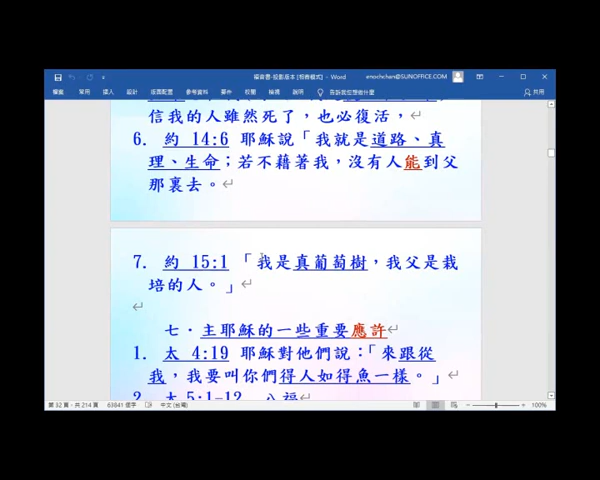 福音書-投影版本 [相容模式] - Word
enochchan@SUNOFFICE.COM
檔案 常用 插入 設計 版面配置 參考資料 郵件 校閱 檢視 說明 告訴我您想做什麼 共用
信我的人雖然死了，也必復活，
6. 約 14:6 耶穌說「我就是道路、真
理、生命；若不藉著我，沒有人能到父
那裏去。
7. 約 15:1 「我是真葡萄樹，我父是栽
培的人。」
七．主耶穌的一些重要應許
1. 太 4:19 耶穌對他們說：「來跟從
我，我要叫你們得人如得魚一樣。」
2. 太 5:1-12 八福
第 32 頁，共 214 頁 63841 個字 中文 (台灣) 100%